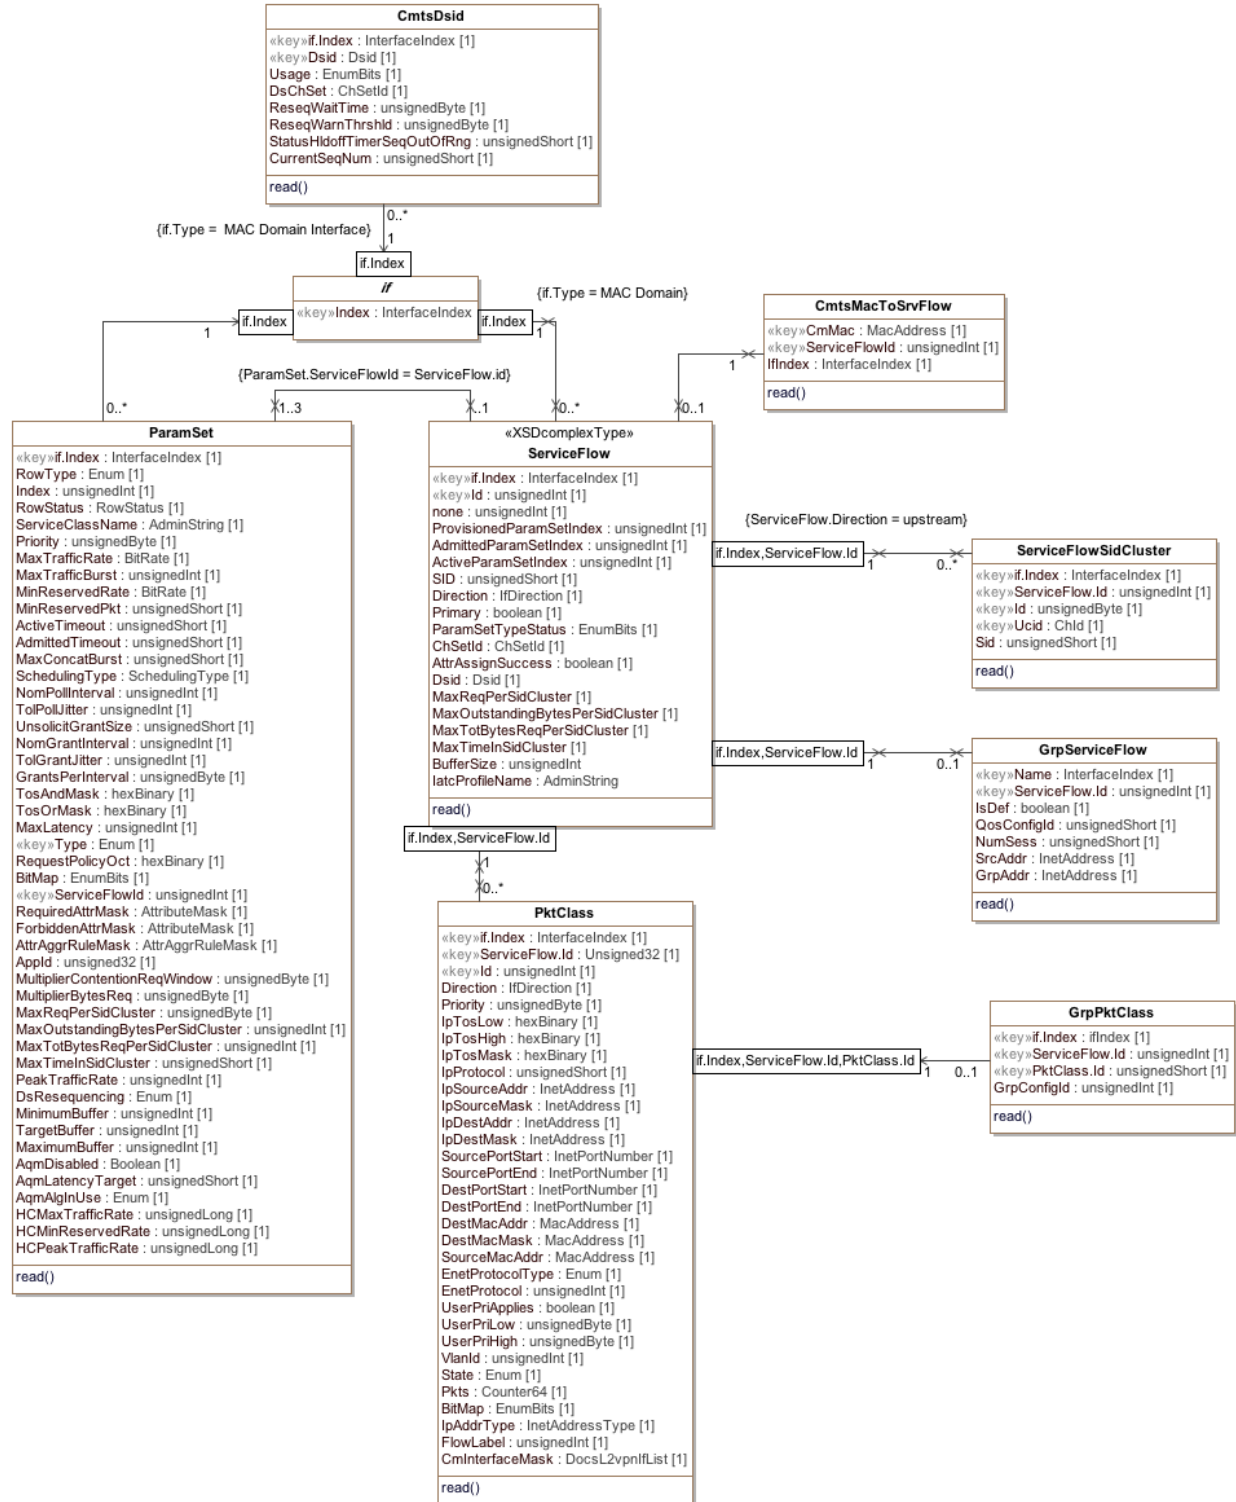 CmtsDsid
«key»if.Index : InterfaceIndex [1]
«key»Dsid : Dsid [1]
Usage : EnumBits [1]
DsChSet : ChSetId [1]
ReseqWaitTime : unsignedByte [1]
ReseqWarnThrshld : unsignedByte [1]
StatusHldoffTimerSeqOutOfRng : unsignedShort [1]
CurrentSeqNum : unsignedShort [1]
read()
0..*
{if.Type = MAC Domain Interface}
1
if.Index
if
«key»Index : InterfaceIndex
if.Index
1
if.Index
1
{if.Type = MAC Domain}
CmtsMacToSrvFlow
«key»CmMac : MacAddress [1]
«key»ServiceFlowId : unsignedInt [1]
IfIndex : InterfaceIndex [1]
read()
1
0..1
{ParamSet.ServiceFlowId = ServiceFlow.id}
0..*
1..3
..1
0..*
ParamSet
«key»if.Index : InterfaceIndex [1]
RowType : Enum [1]
Index : unsignedInt [1]
RowStatus : RowStatus [1]
ServiceClassName : AdminString [1]
Priority : unsignedByte [1]
MaxTrafficRate : BitRate [1]
MaxTrafficBurst : unsignedInt [1]
MinReservedRate : BitRate [1]
MinReservedPkt : unsignedShort [1]
ActiveTimeout : unsignedShort [1]
AdmittedTimeout : unsignedShort [1]
MaxConcatBurst : unsignedShort [1]
SchedulingType : SchedulingType [1]
NomPollInterval : unsignedInt [1]
TolPollJitter : unsignedInt [1]
UnsolicitGrantSize : unsignedShort [1]
NomGrantInterval : unsignedInt [1]
TolGrantJitter : unsignedInt [1]
GrantsPerInterval : unsignedByte [1]
TosAndMask : hexBinary [1]
TosOrMask : hexBinary [1]
MaxLatency : unsignedInt [1]
«key»Type : Enum [1]
RequestPolicyOct : hexBinary [1]
BitMap : EnumBits [1]
«key»ServiceFlowId : unsignedInt [1]
RequiredAttrMask : AttributeMask [1]
ForbiddenAttrMask : AttributeMask [1]
AttrAggrRuleMask : AttrAggrRuleMask [1]
AppId : unsigned32 [1]
MultiplierContentionReqWindow : unsignedByte [1]
MultiplierBytesReq : unsignedByte [1]
MaxReqPerSidCluster : unsignedByte [1]
MaxOutstandingBytesPerSidCluster : unsignedInt [1]
MaxTotBytesReqPerSidCluster : unsignedInt [1]
MaxTimeInSidCluster : unsignedShort [1]
PeakTrafficRate : unsignedInt [1]
DsResequencing : Enum [1]
MinimumBuffer : unsignedInt [1]
TargetBuffer : unsignedInt [1]
MaximumBuffer : unsignedInt [1]
AqmDisabled : Boolean [1]
AqmLatencyTarget : unsignedShort [1]
AqmAlgInUse : Enum [1]
HCMaxTrafficRate : unsignedLong [1]
HCMinReservedRate : unsignedLong [1]
HCPeakTrafficRate : unsignedLong [1]
read()
«XSDcomplexType»
ServiceFlow
«key»if.Index : InterfaceIndex [1]
«key»Id : unsignedInt [1]
none : unsignedInt [1]
ProvisionedParamSetIndex : unsignedInt [1]
AdmittedParamSetIndex : unsignedInt [1]
ActiveParamSetIndex : unsignedInt [1]
SID : unsignedShort [1]
Direction : IfDirection [1]
Primary : boolean [1]
ParamSetTypeStatus : EnumBits [1]
ChSetId : ChSetId [1]
AttrAssignSuccess : boolean [1]
Dsid : Dsid [1]
MaxReqPerSidCluster [1]
MaxOutstandingBytesPerSidCluster [1]
MaxTotBytesReqPerSidCluster [1]
MaxTimeInSidCluster [1]
BufferSize : unsignedInt
IatcProfileName : AdminString
read()
{ServiceFlow.Direction = upstream}
if.Index,ServiceFlow.Id
1
0..*
ServiceFlowSidCluster
«key»if.Index : InterfaceIndex [1]
«key»ServiceFlow.Id : unsignedInt [1]
«key»Id : unsignedByte [1]
«key»Ucid : ChId [1]
Sid : unsignedShort [1]
read()
if.Index,ServiceFlow.Id
1
0..1
GrpServiceFlow
«key»Name : InterfaceIndex [1]
«key»ServiceFlow.Id : unsignedInt [1]
IsDef : boolean [1]
QosConfigId : unsignedShort [1]
NumSess : unsignedShort [1]
SrcAddr : InetAddress [1]
GrpAddr : InetAddress [1]
read()
if.Index,ServiceFlow.Id
1
0..*
PktClass
«key»if.Index : InterfaceIndex [1]
«key»ServiceFlow.Id : Unsigned32 [1]
«key»Id : unsignedInt [1]
Direction : IfDirection [1]
Priority : unsignedByte [1]
IpTosLow : hexBinary [1]
IpTosHigh : hexBinary [1]
IpTosMask : hexBinary [1]
IpProtocol : unsignedShort [1]
IpSourceAddr : InetAddress [1]
IpSourceMask : InetAddress [1]
IpDestAddr : InetAddress [1]
IpDestMask : InetAddress [1]
SourcePortStart : InetPortNumber [1]
SourcePortEnd : InetPortNumber [1]
DestPortStart : InetPortNumber [1]
DestPortEnd : InetPortNumber [1]
DestMacAddr : MacAddress [1]
DestMacMask : MacAddress [1]
SourceMacAddr : MacAddress [1]
EnetProtocolType : Enum [1]
EnetProtocol : unsignedInt [1]
UserPriApplies : boolean [1]
UserPriLow : unsignedByte [1]
UserPriHigh : unsignedByte [1]
VlanId : unsignedInt [1]
State : Enum [1]
Pkts : Counter64 [1]
BitMap : EnumBits [1]
IpAddrType : InetAddressType [1]
FlowLabel : unsignedInt [1]
CmInterfaceMask : DocsL2vpnIfList [1]
read()
if.Index,ServiceFlow.Id,PktClass.Id
1
0..1
GrpPktClass
«key»if.Index : ifIndex [1]
«key»ServiceFlow.Id : unsignedInt [1]
«key»PktClass.Id : unsignedShort [1]
GrpConfigId : unsignedInt [1]
read()